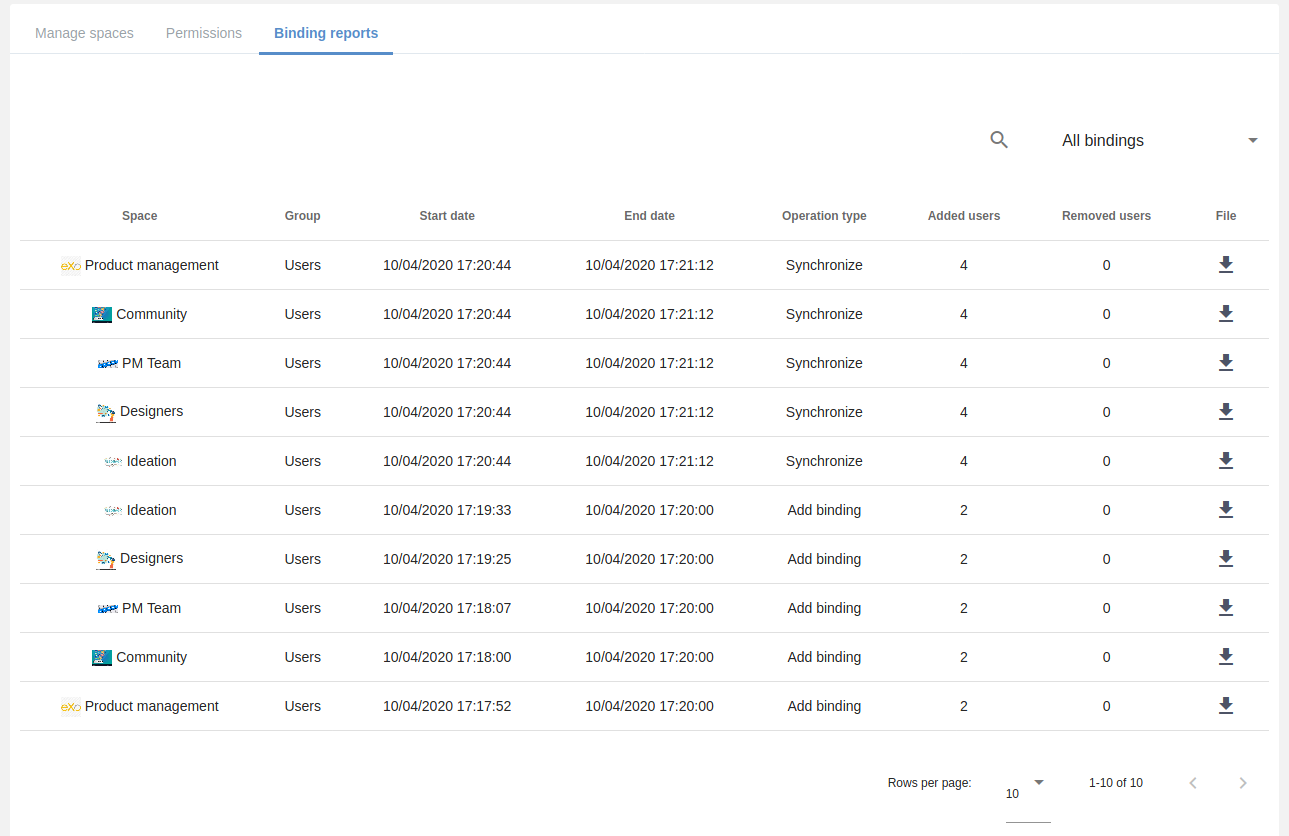 Manage spaces Permissions Binding reports
All bindings
Space Group Start date End date Operation type Added users Removed users File
eXo Product management Users 10/04/2020 17:20:44 10/04/2020 17:21:12 Synchronize 4 0
Community Users 10/04/2020 17:20:44 10/04/2020 17:21:12 Synchronize 4 0
PM Team Users 10/04/2020 17:20:44 10/04/2020 17:21:12 Synchronize 4 0
Designers Users 10/04/2020 17:20:44 10/04/2020 17:21:12 Synchronize 4 0
Ideation Users 10/04/2020 17:20:44 10/04/2020 17:21:12 Synchronize 4 0
Ideation Users 10/04/2020 17:19:33 10/04/2020 17:20:00 Add binding 2 0
Designers Users 10/04/2020 17:19:25 10/04/2020 17:20:00 Add binding 2 0
PM Team Users 10/04/2020 17:18:07 10/04/2020 17:20:00 Add binding 2 0
Community Users 10/04/2020 17:18:00 10/04/2020 17:20:00 Add binding 2 0
eXo Product management Users 10/04/2020 17:17:52 10/04/2020 17:20:00 Add binding 2 0
Rows per page: 10 1-10 of 10